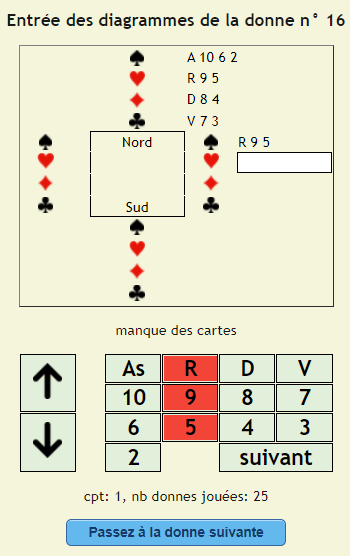 Entrée des diagrammes de la donne n° 16
A 10 6 2
R 9 5
D 8 4
V 7 3
Nord
R 9 5
Sud
manque des cartes
As R D V
10 9 8 7
6 5 4 3
2 suivant
cpt: 1, nb donnes jouées: 25
Passez à la donne suivante